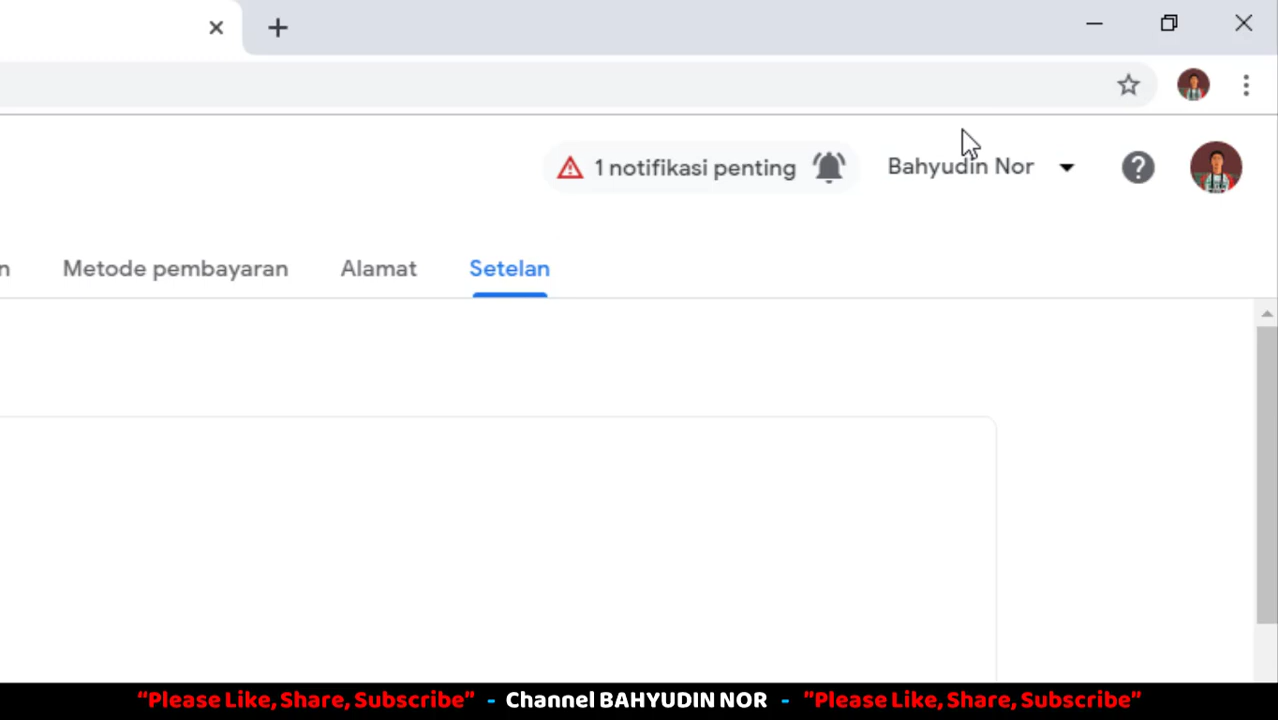 1 notifikasi penting
Bahyudin Nor
n
Metode pembayaran
Alamat
Setelan
“Please Like, Share, Subscribe” - Channel BAHYUDIN NOR - "Please Like, Share, Subscribe”